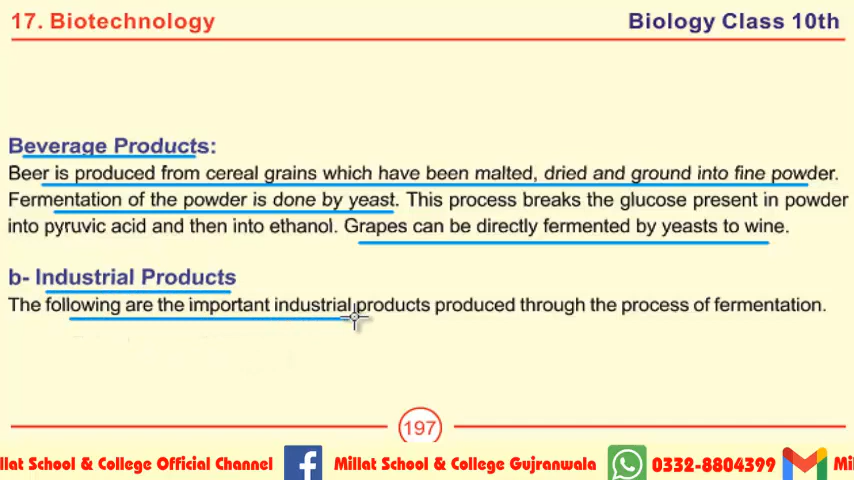 17. Biotechnology
Biology Class 10th
Beverage Products:
Beer is produced from cereal grains which have been malted, dried and ground into fine powder.
Fermentation of the powder is done by yeast. This process breaks the glucose present in powder
into pyruvic acid and then into ethanol. Grapes can be directly fermented by yeasts to wine.
b- Industrial Products
The following are the important industrial products produced through the process of fermentation.
197
llat School & College Official Channel
Millat School & College Gujranwala
0332-8804399
Mi